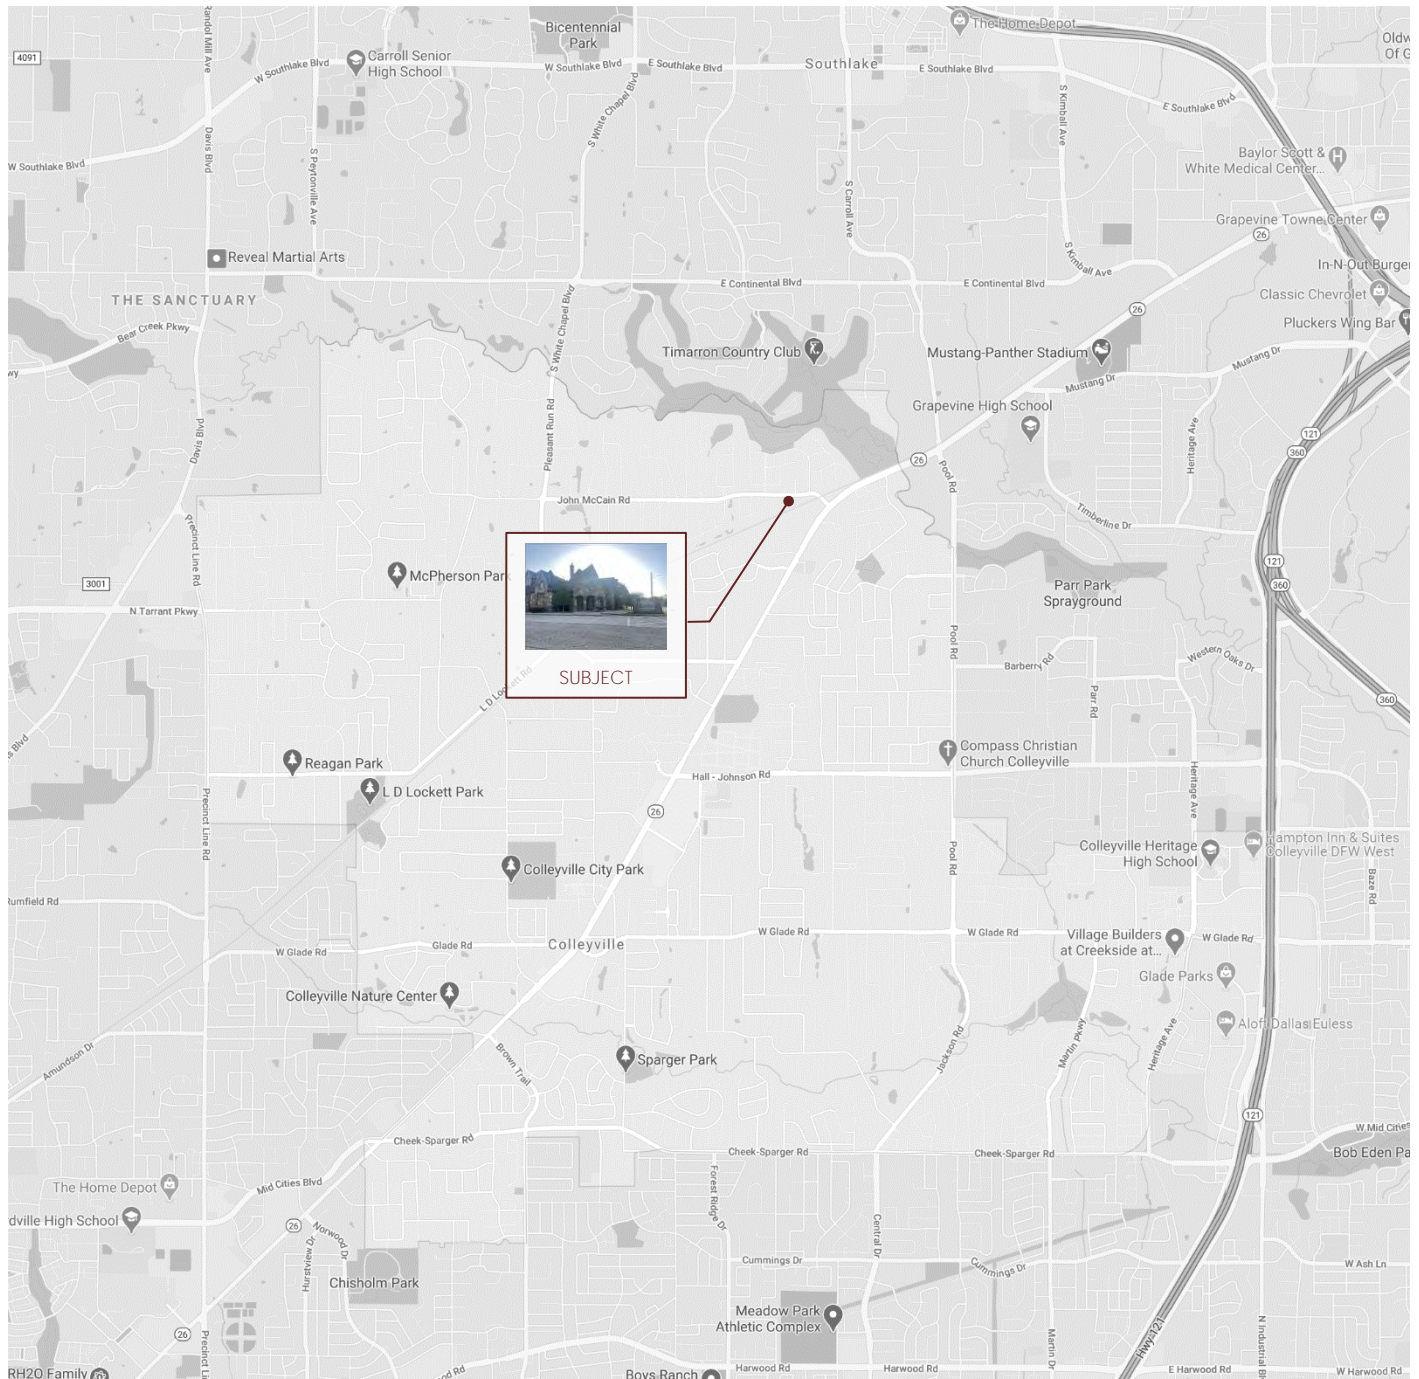 Bicentennial
Park
The Home Depot
4091
Randol Mill Ave
Carroll Senior
High School
W Southlake Blvd
W Southlake Blvd
E Southlake Blvd
Southlake
E Southlake Blvd
E Southlake Blvd
S White Chapel Blvd
S Kimball Ave
Davis Blvd
S Peytonville Ave
W Southlake Blvd
Baylor Scott &
White Medical Center...
S Carroll Ave
Grapevine Towne Center
26
Reveal Martial Arts
S Kimball Ave
In-N-Out Burger
E Continental Blvd
E Continental Blvd
Classic Chevrolet
THE SANCTUARY
26
Bear Creek Pkwy
S White Chapel Blvd
Pluckers Wing Bar
Timarron Country Club
Mustang-Panther Stadium
Mustang Dr
Mustang Dr
Grapevine High School
Davis Blvd
Pleasant Run Rd
Heritage Ave
121
360
26
Pool Rd
John McCain Rd
Timberline Dr
Precinct Line Rd
121
360
3001
McPherson Park
Parr Park
Sprayground
N Tarrant Pkwy
Pool Rd
SUBJECT
Barberry Rd
Western Oaks Dr
L D Lockett Rd
Parr Rd
360
Compass Christian
Church Colleyville
Reagan Park
Hall - Johnson Rd
L D Lockett Park
Heritage Ave
26
Precinct Line Rd
Colleyville Heritage
High School
Hampton Inn & Suites
Colleyville DFW West
Pool Rd
Colleyville City Park
Baze Rd
Rumfield Rd
W Glade Rd
Glade Rd
Colleyville
W Glade Rd
W Glade Rd
Village Builders
at Creekside at...
W Glade Rd
Glade Parks
Colleyville Nature Center
Aloft Dallas Euless
Amundson Dr
Brown Trail
Sparger Park
Jackson Rd
Martin Pkwy
Heritage Ave
121
W Mid Cities
Cheek-Sparger Rd
Cheek-Sparger Rd
Cheek-Sparger Rd
Bob Eden Pa
The Home Depot
Mid Cities Blvd
Forest Ridge Dr
dville High School
26
Norwood Dr
Hurstview Dr
Central Dr
Cummings Dr
Cummings Dr
W Ash Ln
Chisholm Park
Meadow Park
Athletic Complex
26
Martin Dr
Hwy 121
N Industrial Bl
RH2O Family
Boys Ranch
Harwood Rd
Harwood Rd
E Harwood Rd
W Harwood Rd